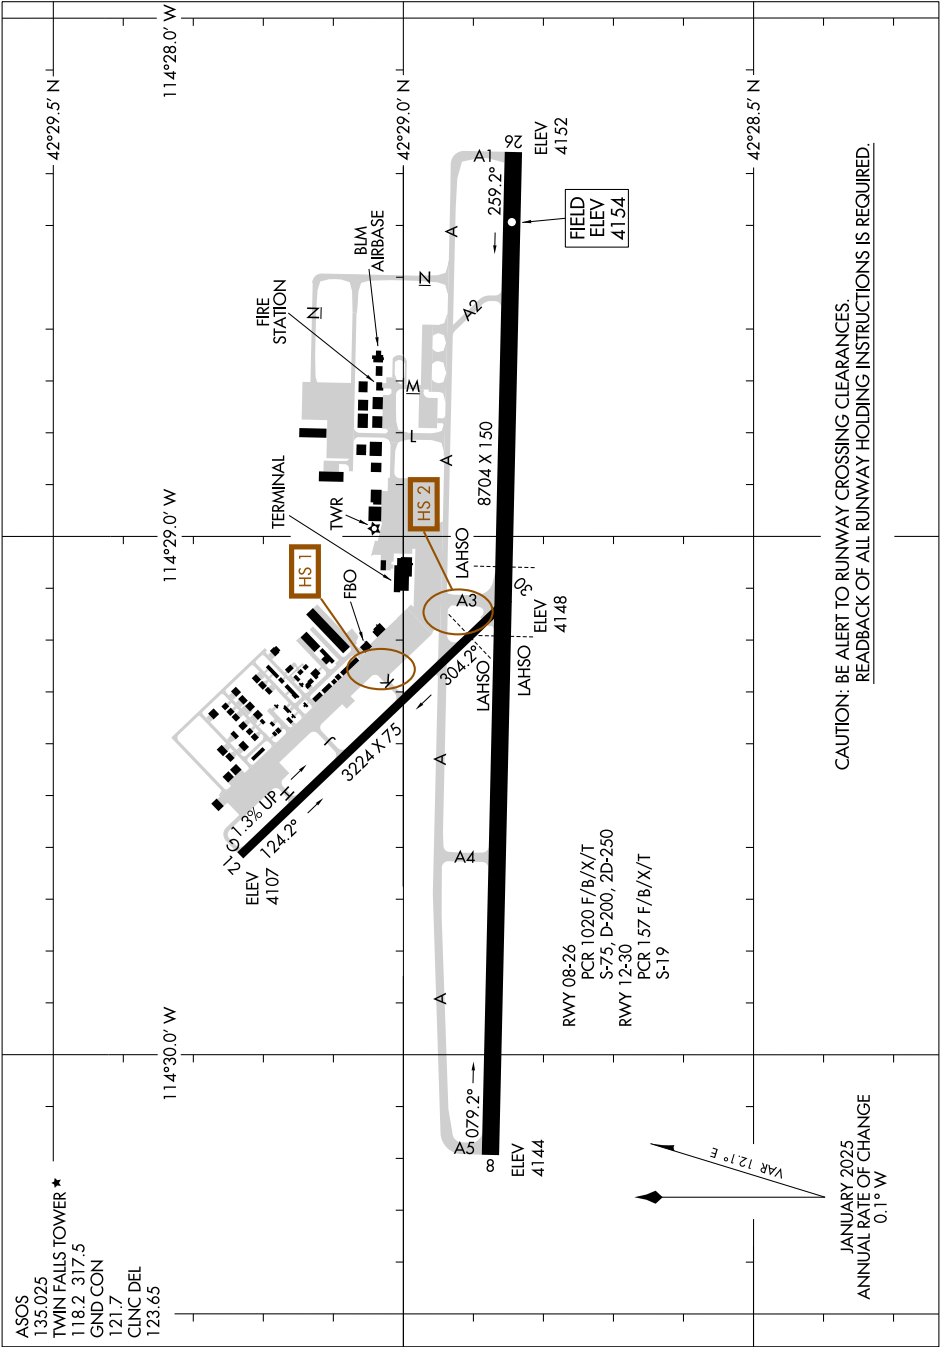 ASOS
135.025
TWIN FALLS TOWER ★
118.2 317.5
GND CON
121.7
CLNC DEL
123.65
114°30.0' W
114°29.0' W
114°28.0' W
42°29.5' N
42°29.0' N
42°28.5' N
HS 1
HS 2
FBO
TERMINAL
TWR
FIRE
STATION
BLM
AIRBASE
N
N
M
L
K
J
H
G
A
A
A
A
A1
A2
A3
A4
A5
12
ELEV
4107
1.3% UP
124.2°
3224 X 75
304.2°
30
ELEV
4148
LAHSO
LAHSO
LAHSO
8
ELEV
4144
079.2°
8704 X 150
259.2°
26
ELEV
4152
FIELD
ELEV
4154
RWY 08-26
PCR 1020 F/B/X/T
S-75, D-200, 2D-250
RWY 12-30
PCR 157 F/B/X/T
S-19
VAR 12.1° E
JANUARY 2025
ANNUAL RATE OF CHANGE
0.1° W
CAUTION: BE ALERT TO RUNWAY CROSSING CLEARANCES.
READBACK OF ALL RUNWAY HOLDING INSTRUCTIONS IS REQUIRED.